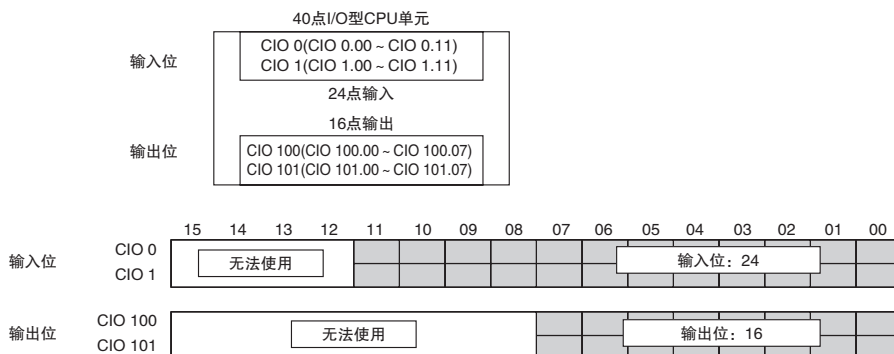 40点I/O型CPU单元
输入位
CIO 0(CIO 0.00 ~ CIO 0.11)
CIO 1(CIO 1.00 ~ CIO 1.11)
24点输入
16点输出
输出位
CIO 100(CIO 100.00 ~ CIO 100.07)
CIO 101(CIO 101.00 ~ CIO 101.07)
15 14 13 12 11 10 09 08 07 06 05 04 03 02 01 00
输入位
CIO 0
CIO 1
无法使用
输入位：24
输出位
CIO 100
CIO 101
无法使用
输出位：16